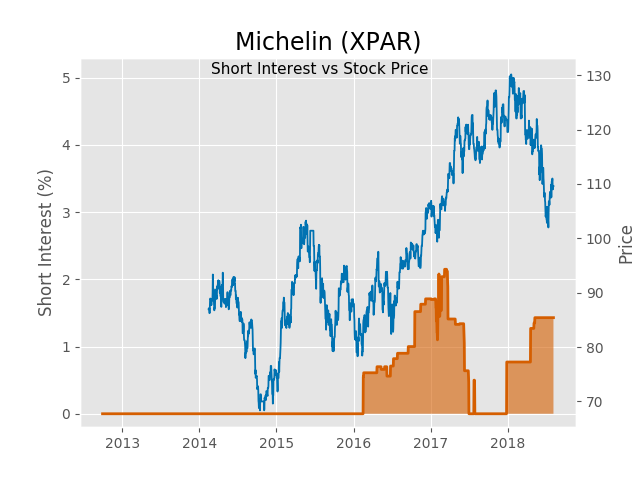 Michelin (XPAR)
Short Interest vs Stock Price
Short Interest (%)
5
4
3
2
1
0
130
120
110
100
90
80
70
Price
2013 2014 2015 2016 2017 2018